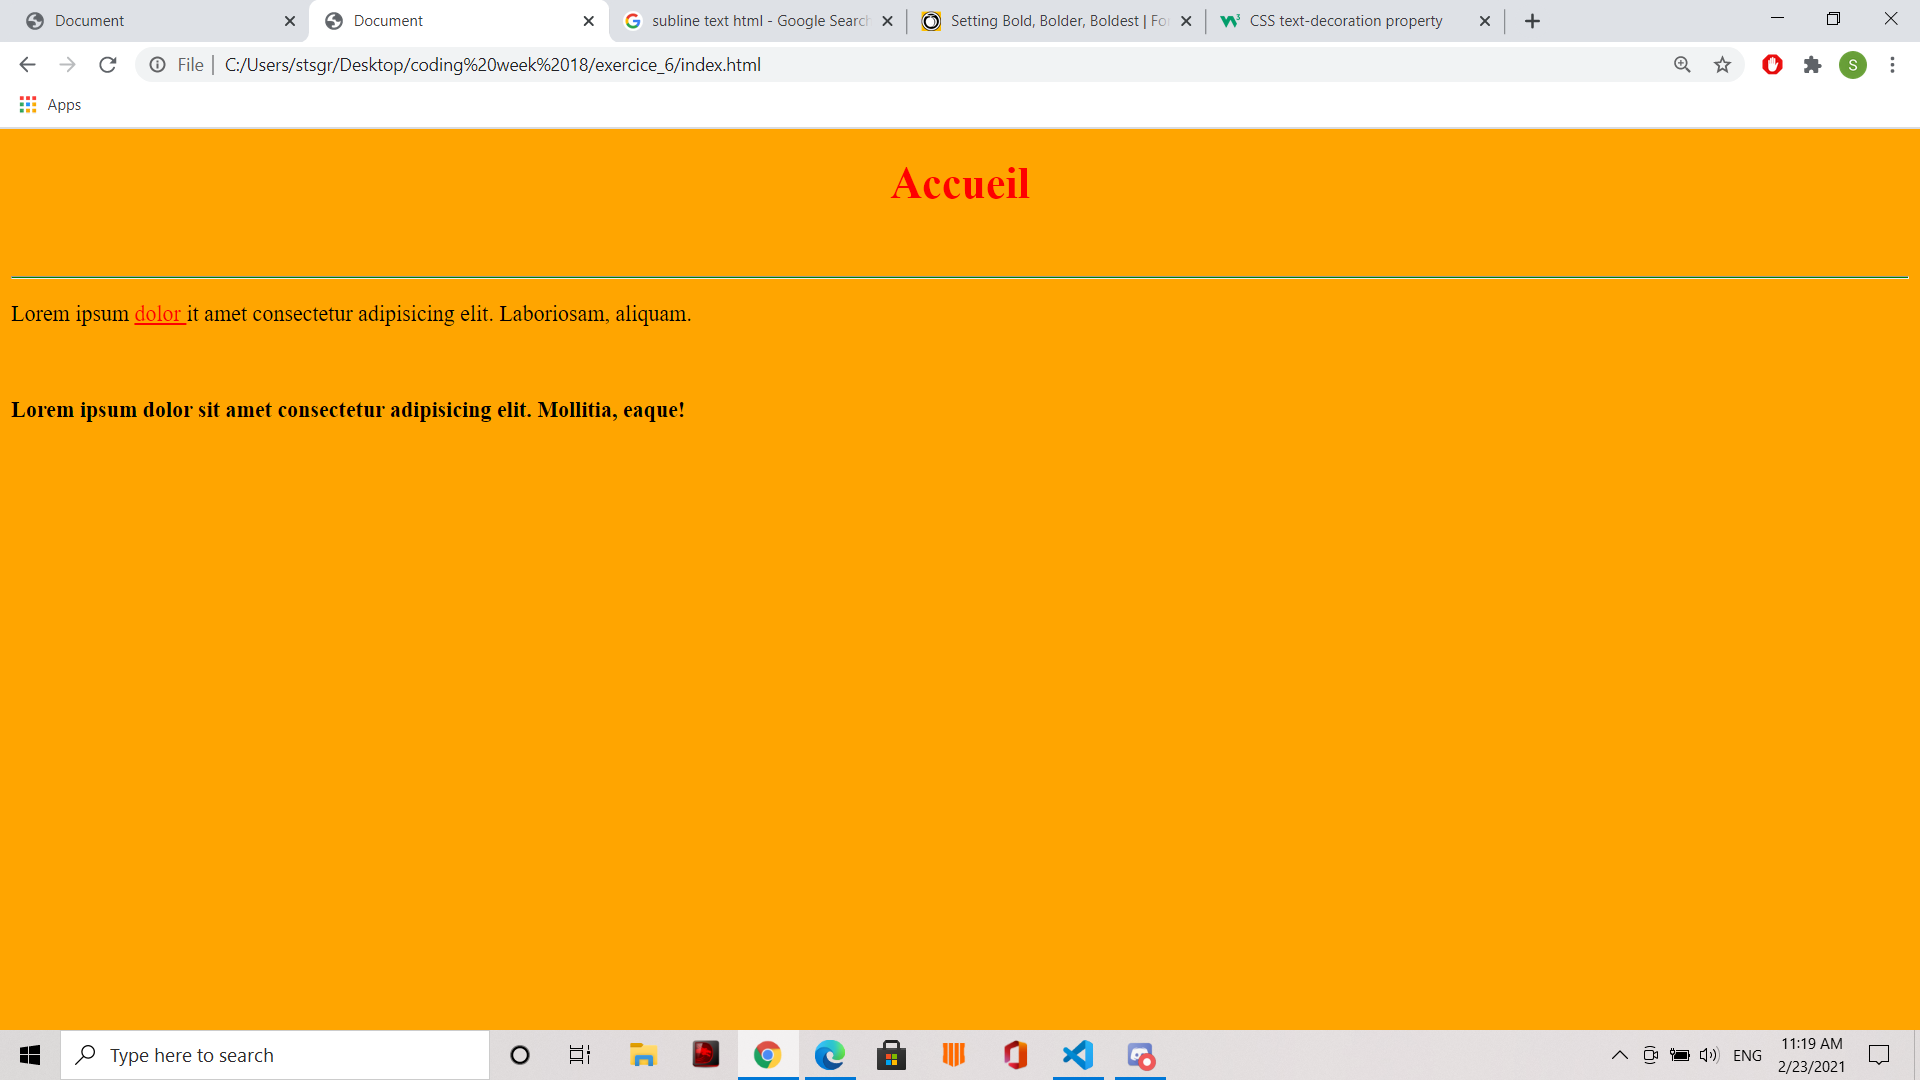 Document
Document
subline text html - Google Search
Setting Bold, Bolder, Boldest | Fo
CSS text-decoration property
File | C:/Users/stsgr/Desktop/coding%20week%2018/exercice_6/index.html
S
Apps
Accueil
Lorem ipsum dolor it amet consectetur adipisicing elit. Laboriosam, aliquam.
Lorem ipsum dolor sit amet consectetur adipisicing elit. Mollitia, eaque!
Type here to search
ENG
11:19 AM
2/23/2021